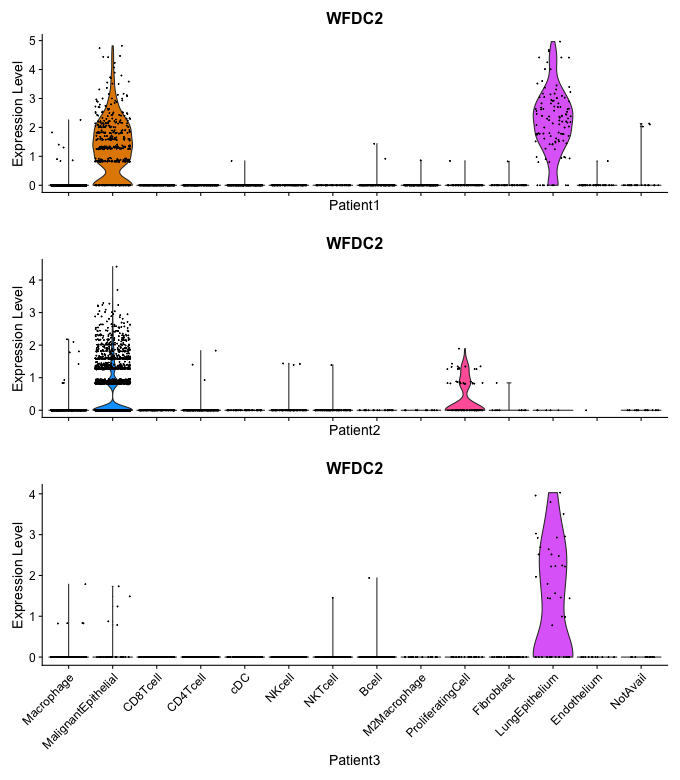 WFDC2
Expression Level
5
4
3
2
1
0
Patient1
WFDC2
Expression Level
4
3
2
1
0
Patient2
WFDC2
Expression Level
4
3
2
1
0
Macrophage
MalignantEpithelial
CD8Tcell
CD4Tcell
cDC
NKcell
NKTcell
Bcell
M2Macrophage
ProliferatingCell
Fibroblast
LungEpithelium
Endothelium
NotAvail
Patient3